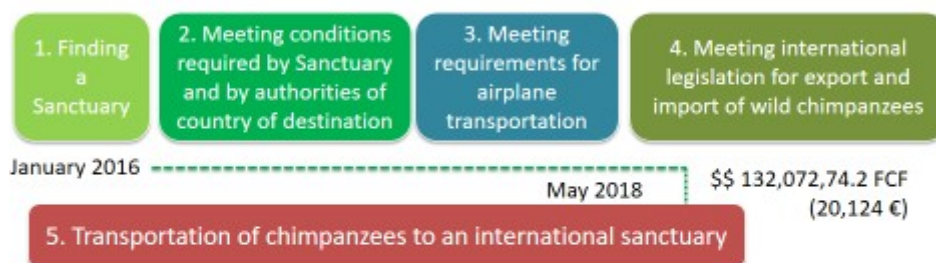 1. Finding
a
Sanctuary
2. Meeting conditions
required by Sanctuary
and by authorities of
country of destination
3. Meeting
requirements for
airplane
transportation
4. Meeting international
legislation for export and
import of wild chimpanzees
January 2016
May 2018
$$ 132,072,74.2 FCF
(20,124 €)
5. Transportation of chimpanzees to an international sanctuary